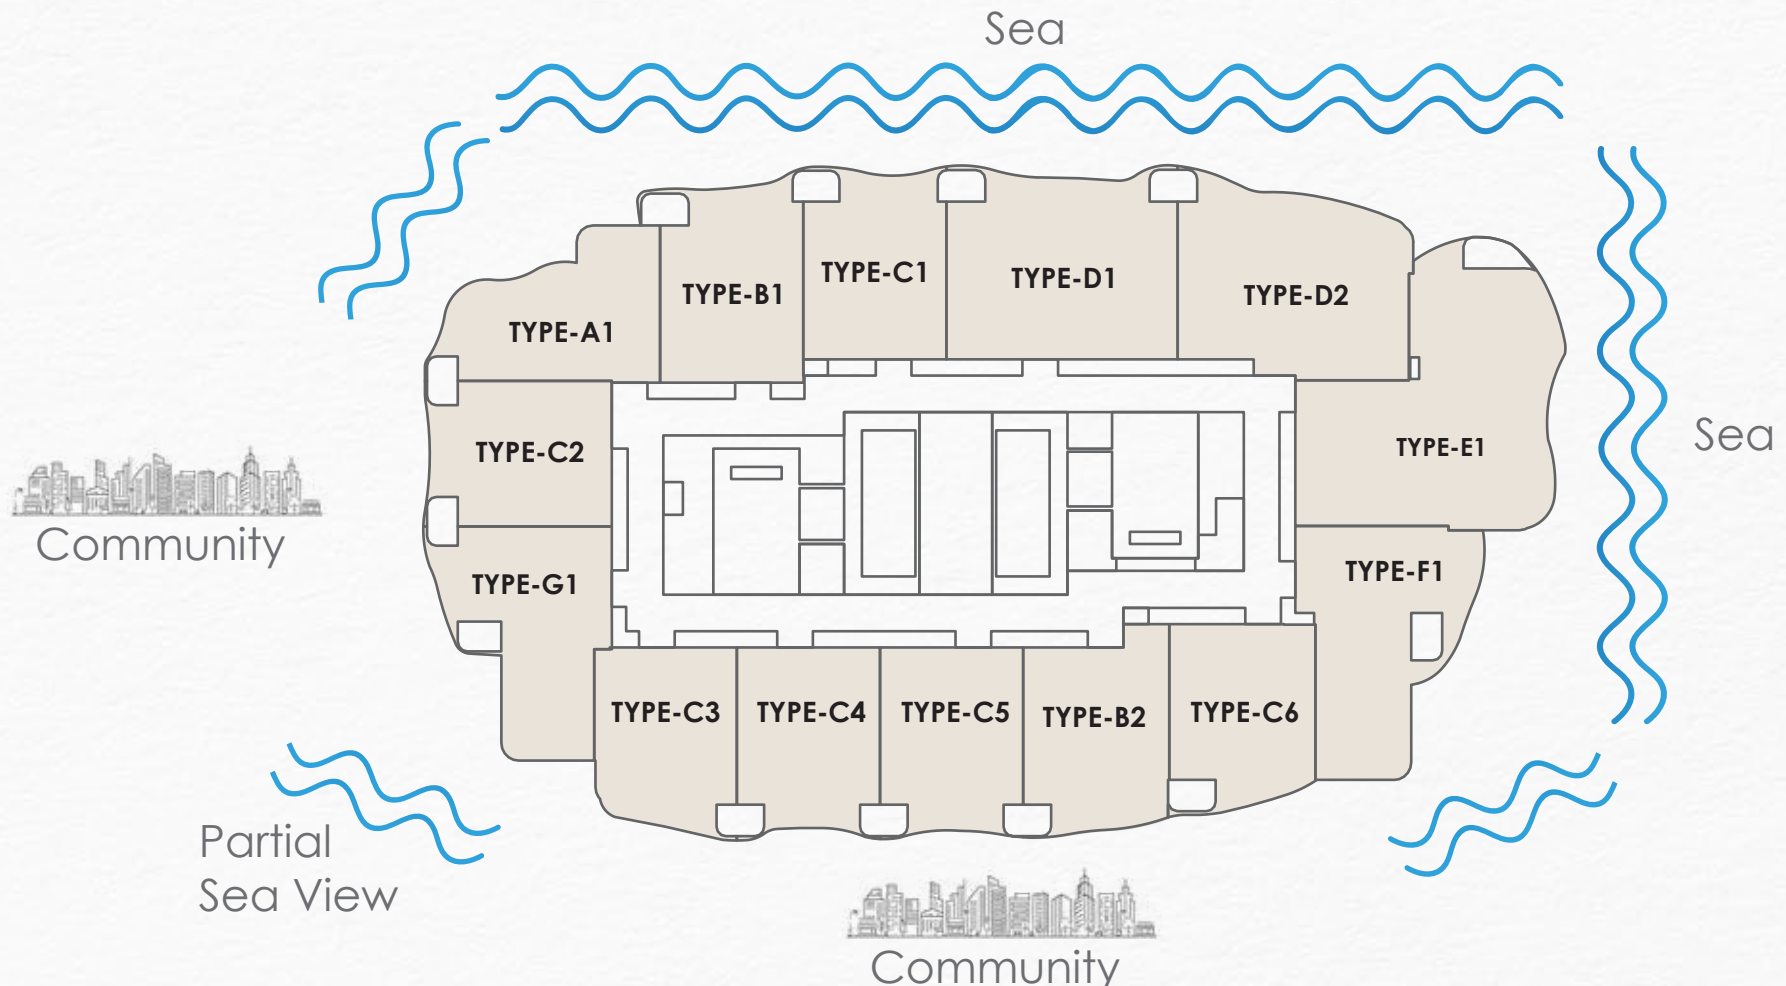 Sea
TYPE-C1
TYPE-D1
TYPE-B1
TYPE-D2
TYPE-A1
TYPE-C2
TYPE-E1
Sea
Community
TYPE-G1
TYPE-F1
TYPE-C3
TYPE-C4
TYPE-C5
TYPE-B2
TYPE-C6
Partial
Sea View
Community